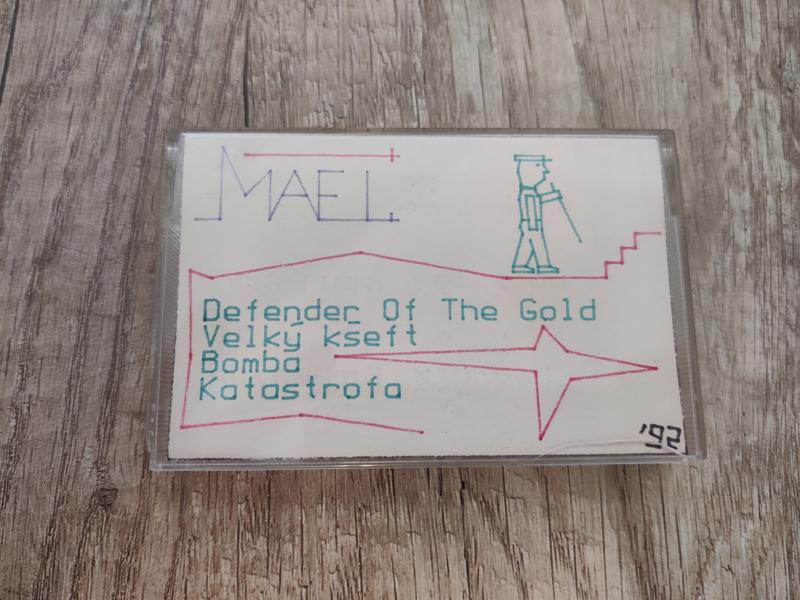 MAEL
Defender Of The Gold
Velký kšeft
Bomba
Katastrofa
'92